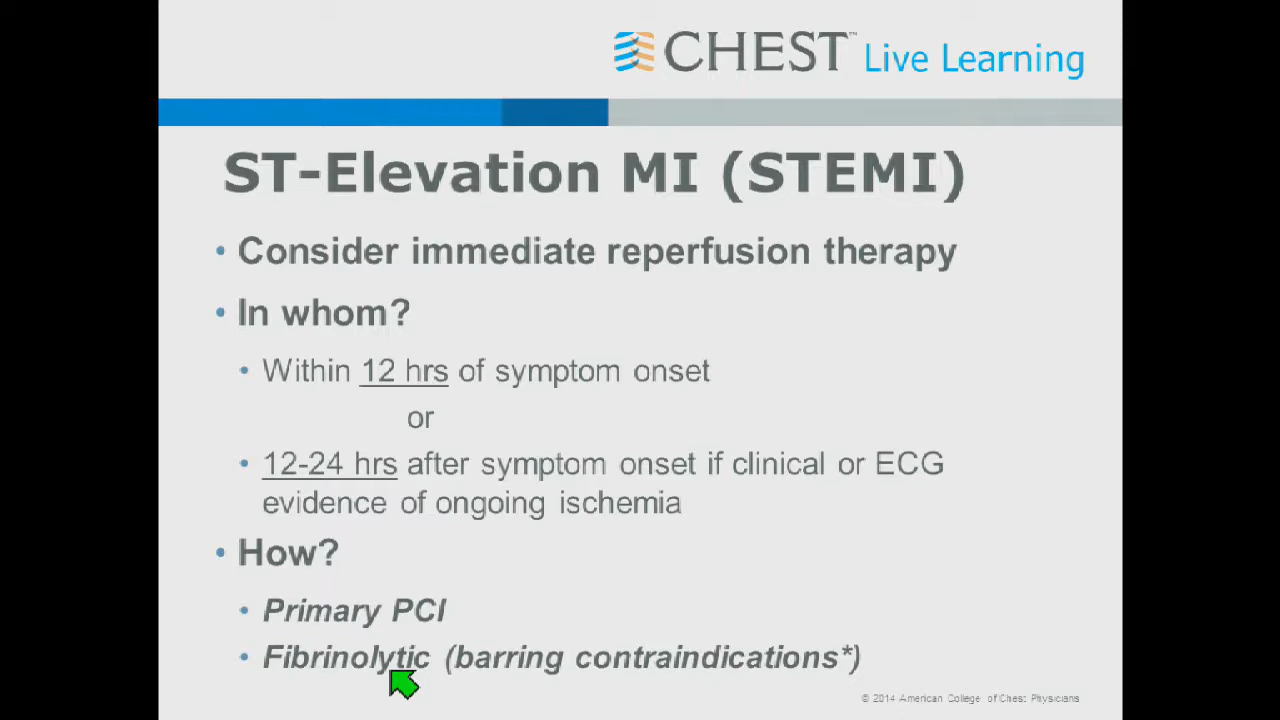 CHEST™ Live Learning
ST-Elevation MI (STEMI)
• Consider immediate reperfusion therapy
• In whom?
• Within 12 hrs of symptom onset
or
• 12-24 hrs after symptom onset if clinical or ECG
evidence of ongoing ischemia
• How?
• Primary PCI
• Fibrinolytic (barring contraindications*)
© 2014 American College of Chest Physicians